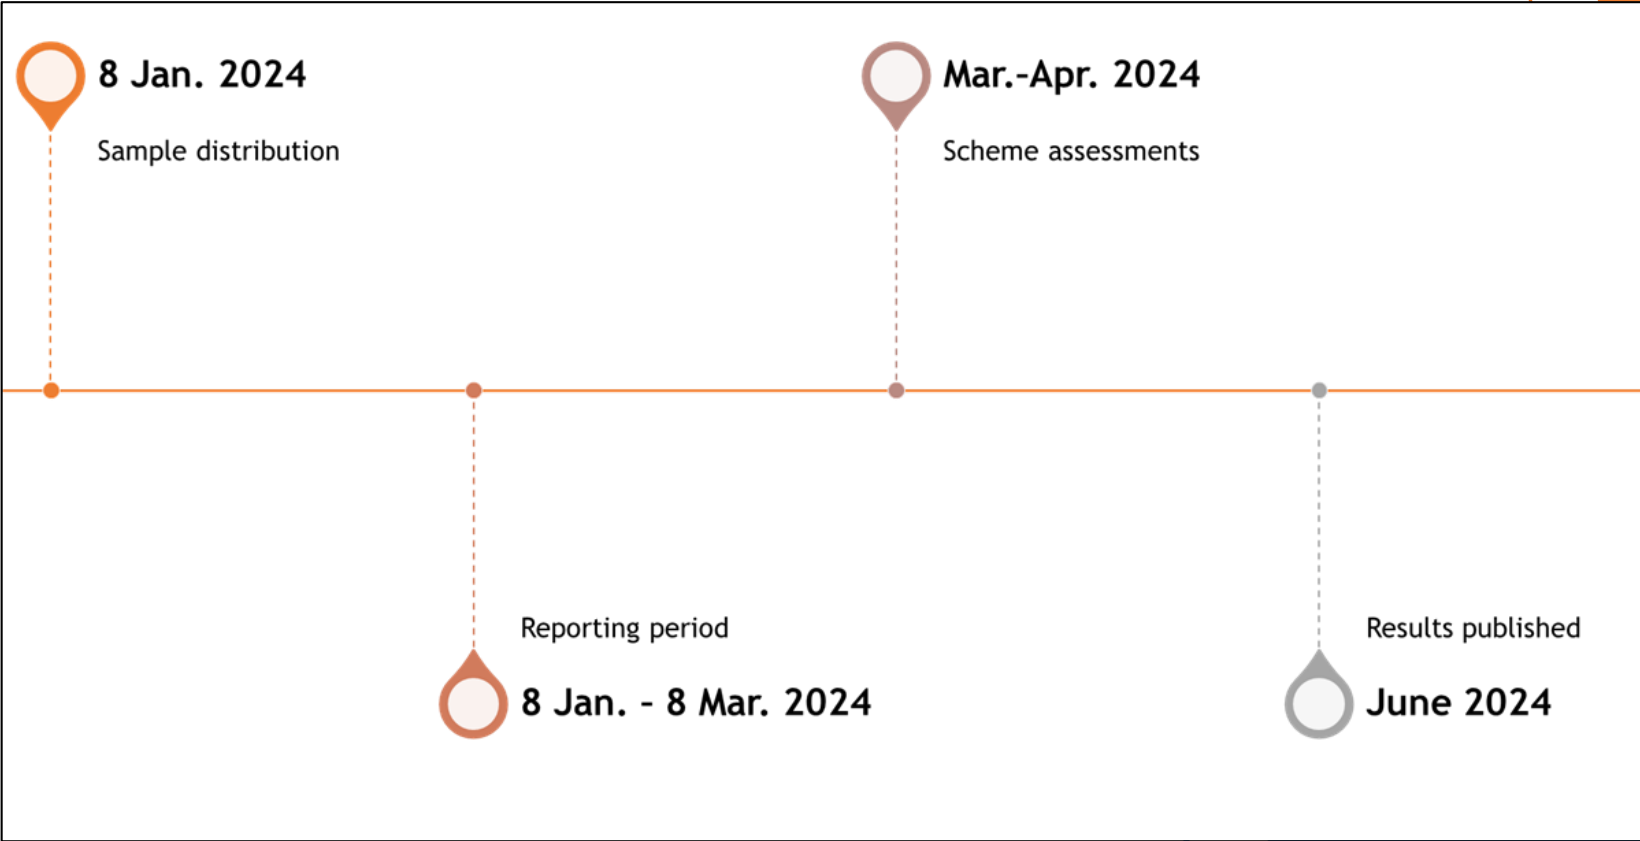 8 Jan. 2024
Sample distribution
Reporting period
8 Jan. - 8 Mar. 2024
Mar.-Apr. 2024
Scheme assessments
Results published
June 2024